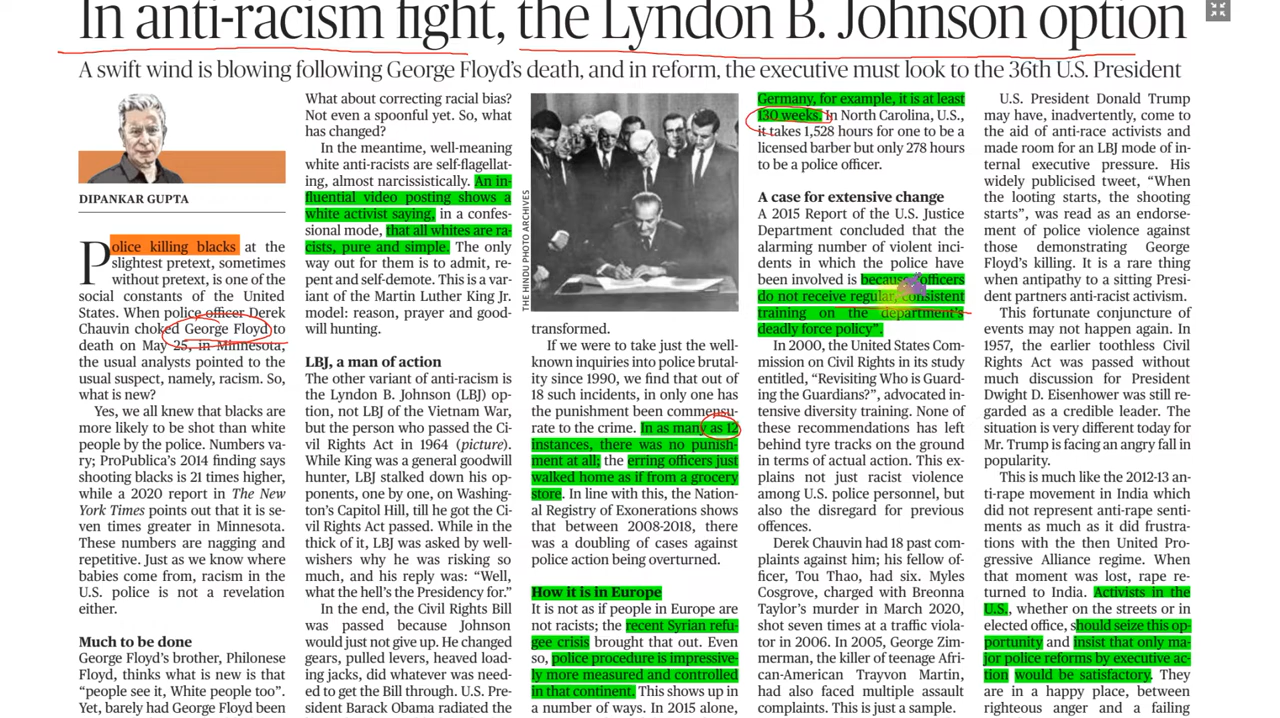 In anti-racism fight, the Lyndon B. Johnson option
A swift wind is blowing following George Floyd's death, and in reform, the executive must look to the 36th U.S. President
DIPANKAR GUPTA
Police killing blacks at the
slightest pretext, sometimes
without pretext, is one of the
social constants of the United
States. When police officer Derek
Chauvin choked George Floyd to
death on May 25, in Minnesota,
the usual analysts pointed to the
usual suspect, namely, racism. So,
what is new?
Yes, we all knew that blacks are
more likely to be shot than white
people by the police. Numbers va-
ry; ProPublica's 2014 finding says
shooting blacks is 21 times higher,
while a 2020 report in The New
York Times points out that it is se-
ven times greater in Minnesota.
These numbers are nagging and
repetitive. Just as we know where
babies come from, racism in the
U.S. police is not a revelation
either.
Much to be done
George Floyd's brother, Philonese
Floyd, thinks what is new is that
"people see it, White people too".
Yet, barely had George Floyd been
What about correcting racial bias?
Not even a spoonful yet. So, what
has changed?
In the meantime, well-meaning
white anti-racists are self-flagellat-
ing, almost narcissistically. An in-
fluential video posting shows a
white activist saying, in a confes-
sional mode, that all whites are ra-
cists, pure and simple. The only
way out for them is to admit, re-
pent and self-demote. This is a var-
iant of the Martin Luther King Jr.
model: reason, prayer and good-
will hunting.
LBJ, a man of action
The other variant of anti-racism is
the Lyndon B. Johnson (LBJ) op-
tion, not LBJ of the Vietnam War,
but the person who passed the Ci-
vil Rights Act in 1964 (picture).
While King was a general goodwill
hunter, LBJ stalked down his op-
ponents, one by one, on Washing-
ton's Capitol Hill, till he got the Ci-
vil Rights Act passed. While in the
thick of it, LBJ was asked by well-
wishers why he was risking so
much, and his reply was: "Well,
what the hell's the Presidency for."
In the end, the Civil Rights Bill
was passed because Johnson
would just not give up. He changed
gears, pulled levers, heaved load-
ing jacks, did whatever was need-
ed to get the Bill through. U.S. Pre-
sident Barack Obama radiated the
THE HINDU PHOTO ARCHIVES
transformed.
If we were to take just the well-
known inquiries into police brutal-
ity since 1990, we find that out of
18 such incidents, in only one has
the punishment been commensu-
rate to the crime. In as many as 12
instances, there was no punish-
ment at all; the erring officers just
walked home as if from a grocery
store. In line with this, the Nation-
al Registry of Exonerations shows
that between 2008-2018, there
was a doubling of cases against
police action being overturned.
How it is in Europe
It is not as if people in Europe are
not racists; the recent Syrian refu-
gee crisis brought that out. Even
so, police procedure is impressive-
ly more measured and controlled
in that continent. This shows up in
a number of ways. In 2015 alone,
Germany, for example, it is at least
130 weeks. In North Carolina, U.S.,
it takes 1,528 hours for one to be a
licensed barber but only 278 hours
to be a police officer.
A case for extensive change
A 2015 Report of the U.S. Justice
Department concluded that the
alarming number of violent inci-
dents in which the police have
been involved is because "officers
do not receive regular, consistent
training on the department's
deadly force policy".
In 2000, the United States Com-
mission on Civil Rights in its study
entitled, "Revisiting Who is Guard-
ing the Guardians?", advocated in-
tensive diversity training. None of
these recommendations has left
behind tyre tracks on the ground
in terms of actual action. This ex-
plains not just racist violence
among U.S. police personnel, but
also the disregard for previous
offences.
Derek Chauvin had 18 past com-
plaints against him; his fellow of-
ficer, Tou Thao, had six. Myles
Cosgrove, charged with Breonna
Taylor's murder in March 2020,
shot seven times at a traffic viola-
tor in 2006. In 2005, George Zim-
merman, the killer of teenage Afri-
can-American Trayvon Martin,
had also faced multiple assault
complaints. This is just a sample.
U.S. President Donald Trump
may have, inadvertently, come to
the aid of anti-race activists and
made room for an LBJ mode of in-
ternal executive pressure. His
widely publicised tweet, "When
the looting starts, the shooting
starts", was read as an endorse-
ment of police violence against
those demonstrating George
Floyd's killing. It is a rare thing
when antipathy to a sitting Presi-
dent partners anti-racist activism.
This fortunate conjuncture of
events may not happen again. In
1957, the earlier toothless Civil
Rights Act was passed without
much discussion for President
Dwight D. Eisenhower was still re-
garded as a credible leader. The
situation is very different today for
Mr. Trump is facing an angry fall in
popularity.
This is much like the 2012-13 an-
ti-rape movement in India which
did not represent anti-rape senti-
ments as much as it did frustra-
tions with the then United Pro-
gressive Alliance regime. When
that moment was lost, rape re-
turned to India. Activists in the
U.S., whether on the streets or in
elected office, should seize this op-
portunity and insist that only ma-
jor police reforms by executive ac-
tion would be satisfactory. They
are in a happy place, between
righteous anger and a failing